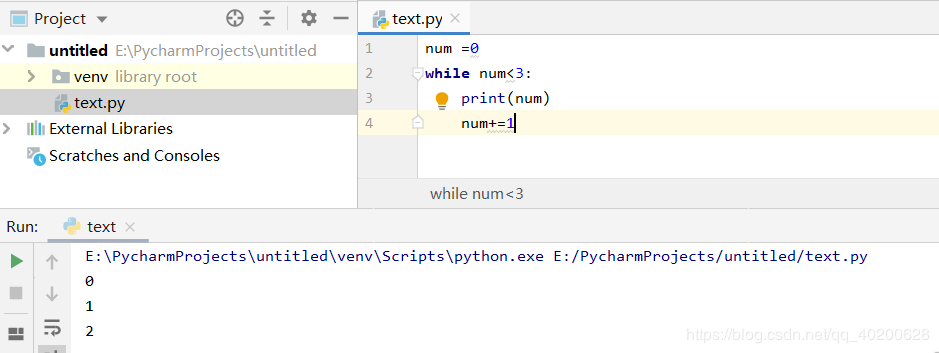 Project
untitled E:\PycharmProjects\untitled
venv library root
text.py
External Libraries
Scratches and Consoles
text.py
1 num =0
2 while num<3:
3 print(num)
4 num+=1
while num<3
Run: text
E:\PycharmProjects\untitled\venv\Scripts\python.exe E:/PycharmProjects/untitled/text.py
0
1
2
https://blog.csdn.net/qq_40200628